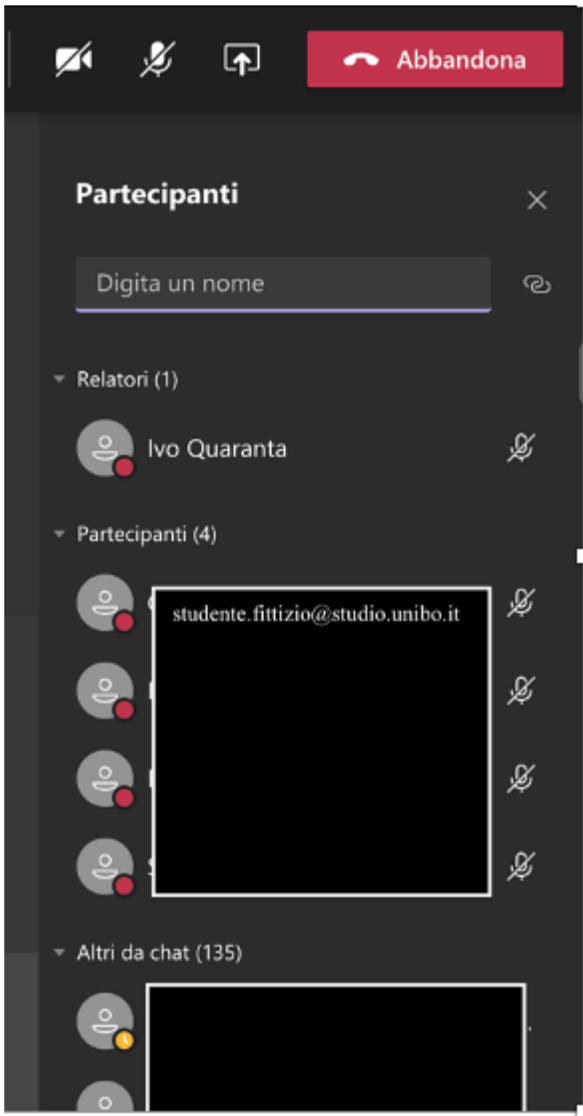 Abbandona
Partecipanti
Digita un nome
Relatori (1)
Ivo Quaranta
Partecipanti (4)
studente.fittizio@studio.unibo.it
Altri da chat (135)